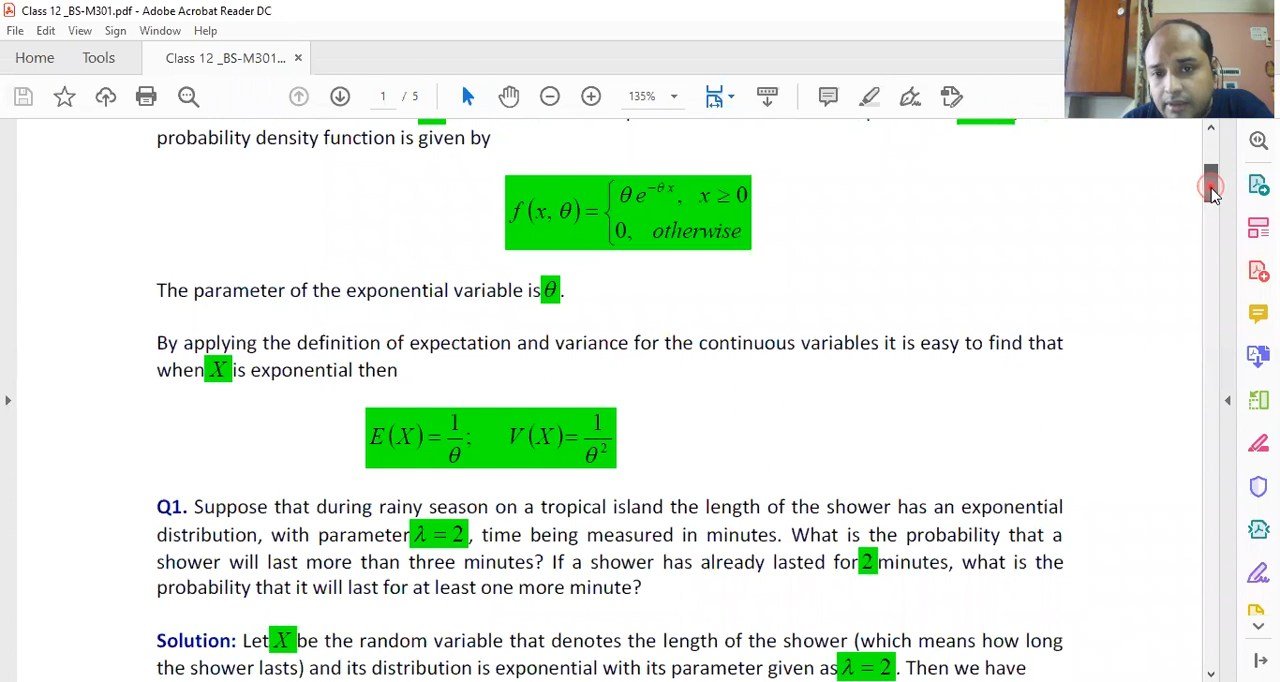 Class 12 _BS-M301.pdf - Adobe Acrobat Reader DC
File Edit View Sign Window Help
Home Tools Class 12 _BS-M301... ×
1 / 5 135%
probability density function is given by
f(x, θ) = { θ e^{-θ x}, x ≥ 0
0, otherwise
The parameter of the exponential variable is θ.
By applying the definition of expectation and variance for the continuous variables it is easy to find that
when X is exponential then
E(X) = 1/θ; V(X) = 1/θ²
Q1. Suppose that during rainy season on a tropical island the length of the shower has an exponential
distribution, with parameter λ = 2, time being measured in minutes. What is the probability that a
shower will last more than three minutes? If a shower has already lasted for 2 minutes, what is the
probability that it will last for at least one more minute?
Solution: Let X be the random variable that denotes the length of the shower (which means how long
the shower lasts) and its distribution is exponential with its parameter given as λ = 2. Then we have